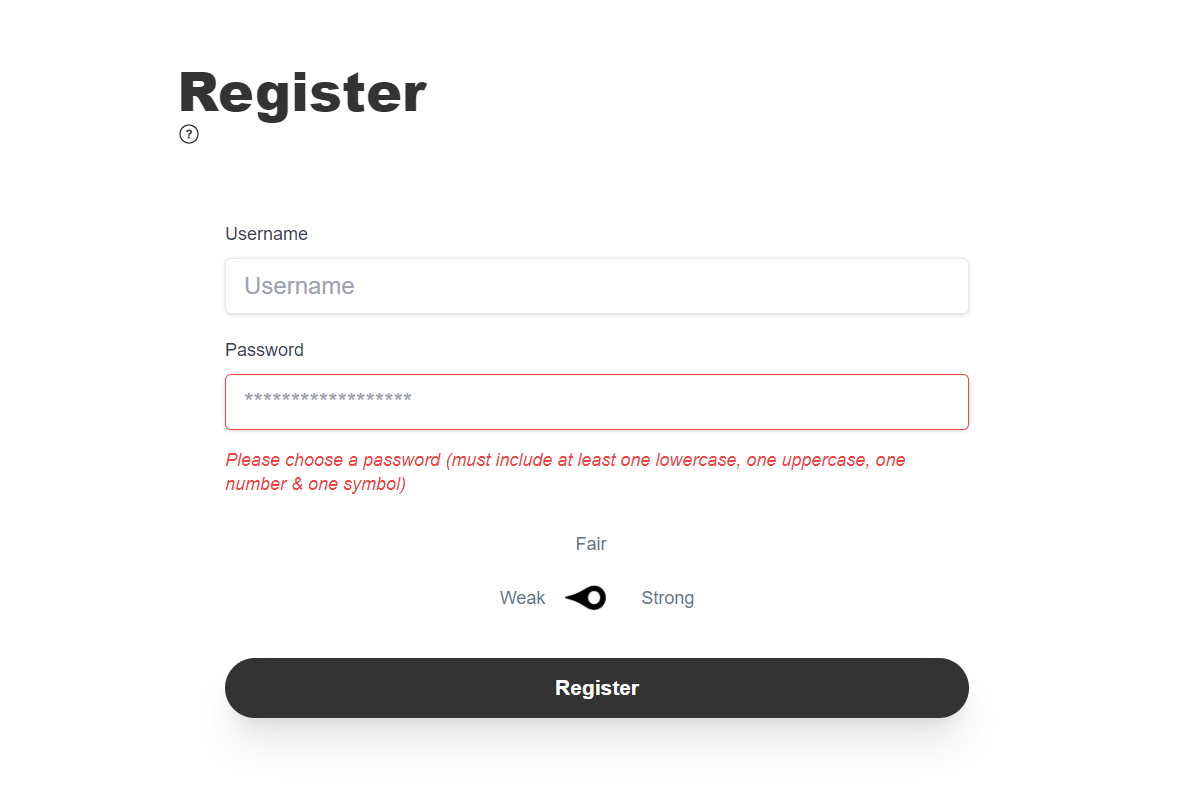 Register
?
Username
Username
Password
******************
Please choose a password (must include at least one lowercase, one uppercase, one
number & one symbol)
Fair
Weak Strong
Register